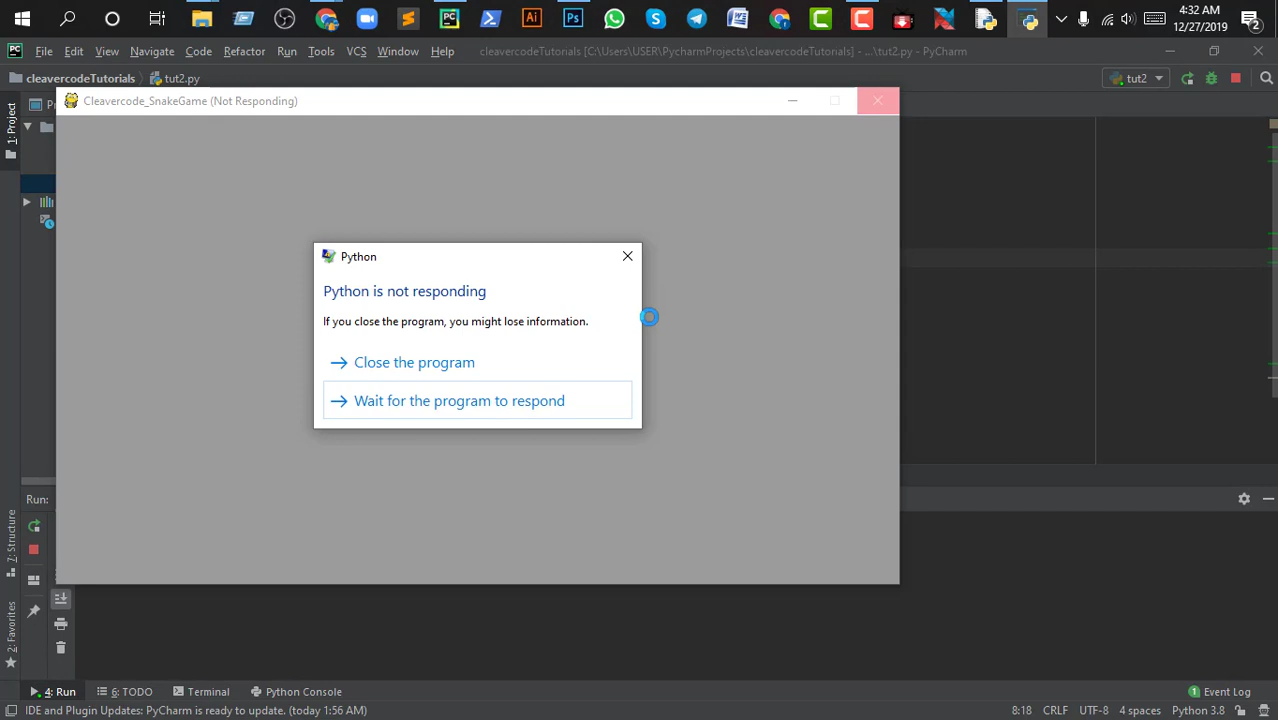 4:32 AM
12/27/2019
2
File Edit View Navigate Code Refactor Run Tools VCS Window Help cleavercodeTutorials [C:\Users\USER\PycharmProjects\cleavercodeTutorials] - ...\tut2.py - PyCharm
cleavercodeTutorials tut2.py
tut2
Cleavercode_SnakeGame (Not Responding)
1: Project
Python
Python is not responding
If you close the program, you might lose information.
Close the program
Wait for the program to respond
Run:
7: Structure
2: Favorites
4: Run 6: TODO Terminal Python Console 1 Event Log
IDE and Plugin Updates: PyCharm is ready to update. (today 1:56 AM) 8:18 CRLF UTF-8 4 spaces Python 3.8